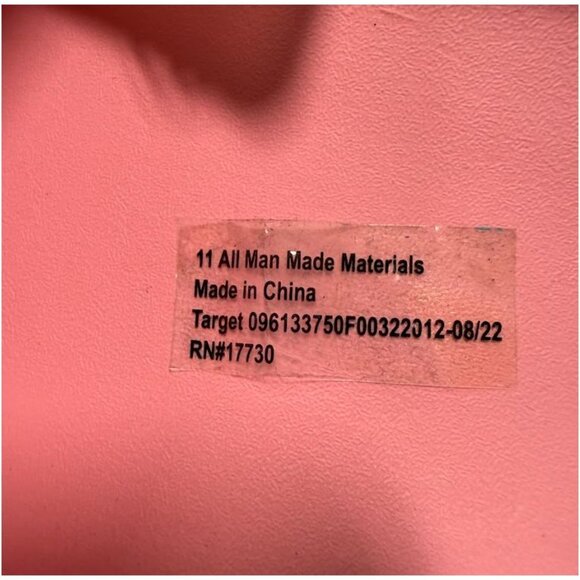 11 All Man Made Materials
Made in China
Target 096133750F00322012-08/22
RN#17730